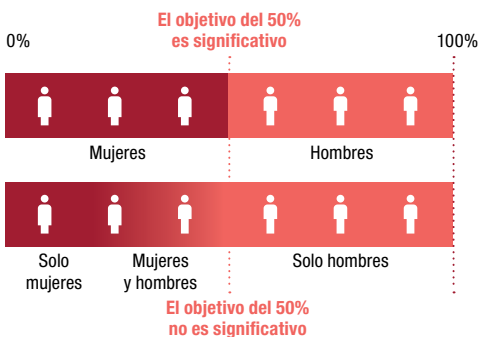 El objetivo del 50%
es significativo
0%
100%
Mujeres
Hombres
Solo
mujeres
Mujeres
y hombres
Solo hombres
El objetivo del 50%
no es significativo